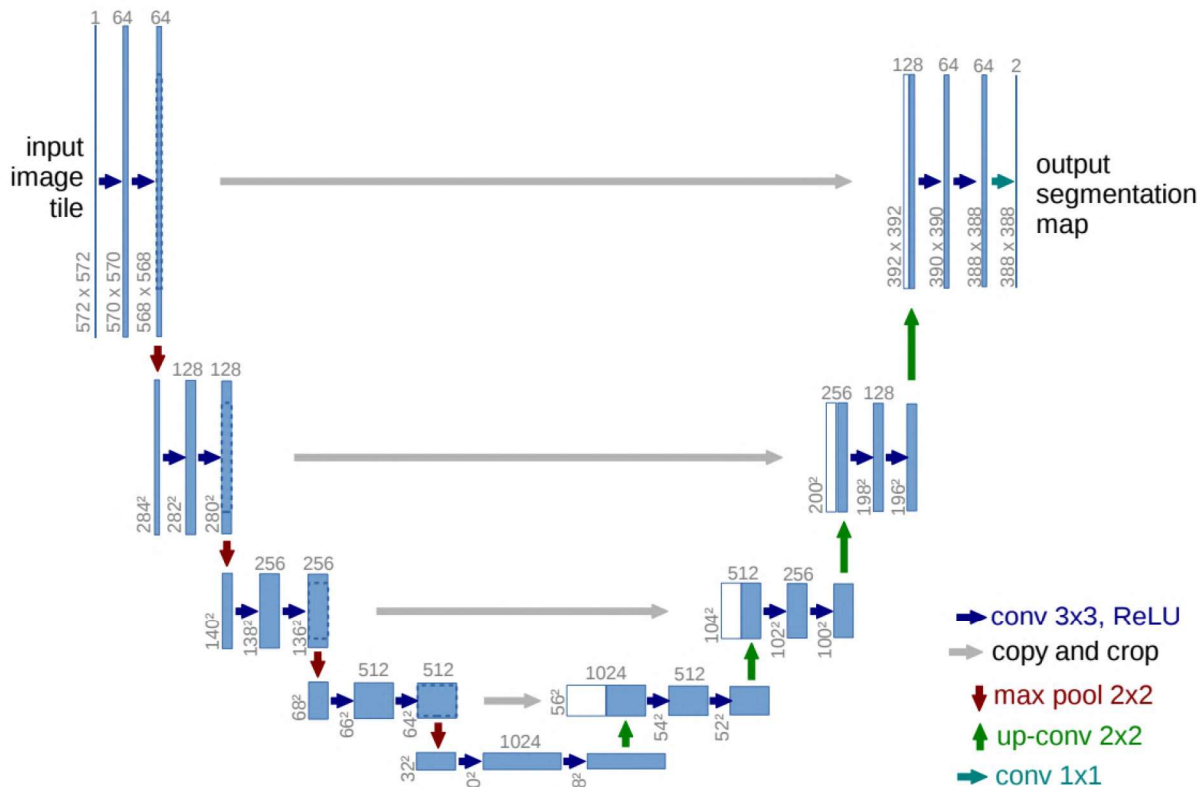 1 64 64
128 64 64 2
input
image
tile
output
segmentation
map
572 x 572
570 x 570
568 x 568
392 x 392
390 x 390
388 x 388
388 x 388
128 128
256 128
284²
282²
280²
200²
198²
196²
256 256
512 256
140²
138²
136²
104²
102²
100²
512 512
1024 512
68²
66²
64²
56²
54²
52²
1024
32²
0²
8²
conv 3x3, ReLU
copy and crop
max pool 2x2
up-conv 2x2
conv 1x1